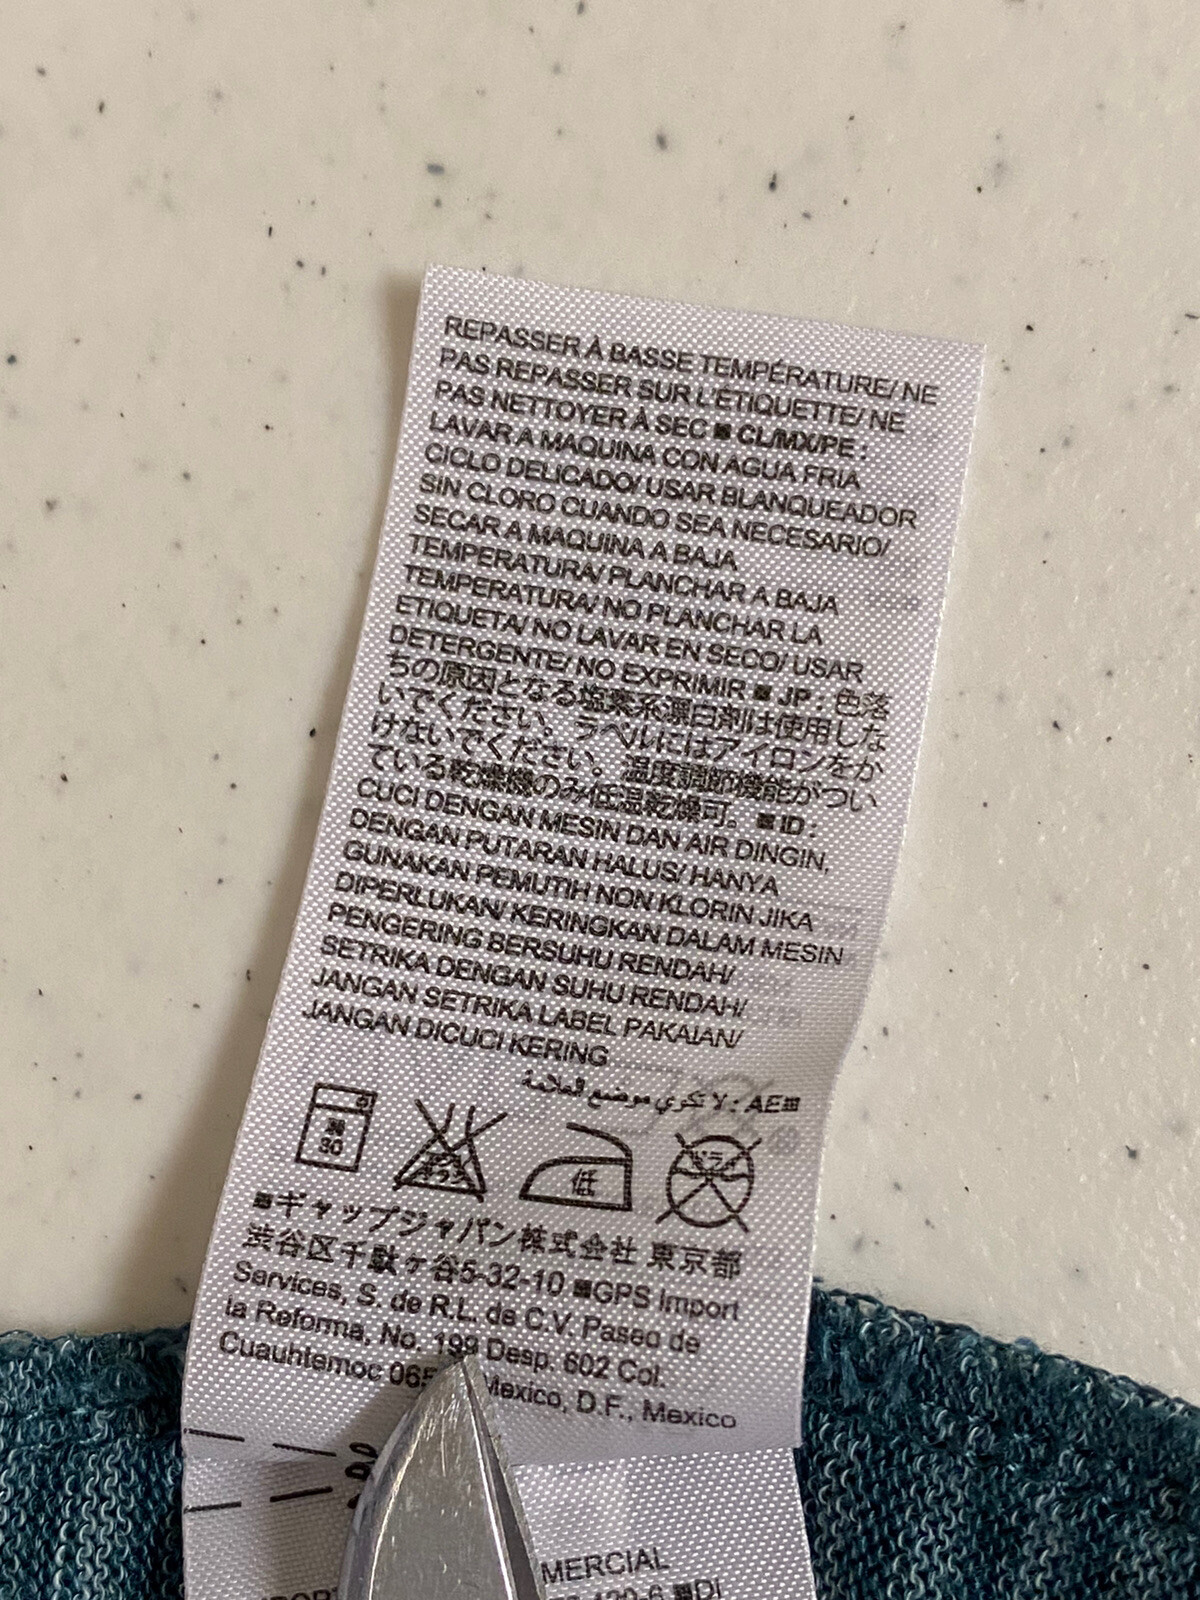 REPASSER À BASSE TEMPÉRATURE/ NE
PAS REPASSER SUR L'ÉTIQUETTE/ NE
PAS NETTOYER À SEC ■ CL/MX/PE :
LAVAR A MAQUINA CON AGUA FRIA
CICLO DELICADO/ USAR BLANQUEADOR
SIN CLORO CUANDO SEA NECESARIO/
SECAR A MAQUINA A BAJA
TEMPERATURA/ PLANCHAR A BAJA
TEMPERATURA/ NO PLANCHAR LA
ETIQUETA/ NO LAVAR EN SECO/ USAR
DETERGENTE/ NO EXPRIMIR ■ JP : 色落
ちの原因となる塩素系漂白剤は使用しな
いでください。 ラベルにはアイロンをか
けないでください。 温度調節機能がつい
ている乾燥機のみ低温乾燥可。 ■ ID :
CUCI DENGAN MESIN DAN AIR DINGIN,
DENGAN PUTARAN HALUS/ HANYA
GUNAKAN PEMUTIH NON KLORIN JIKA
DIPERLUKAN/ KERINGKAN DALAM MESIN
PENGERING BERSUHU RENDAH/
SETRIKA DENGAN SUHU RENDAH/
JANGAN SETRIKA LABEL PAKAIAN/
JANGAN DICUCI KERING
■AE : لا تكوي موضع العلامة
30 低 ドライ
■ギャップジャパン株式会社 東京都
渋谷区千駄ヶ谷5-32-10 ■GPS Import
Services, S. de R.L. de C.V. Paseo de
la Reforma, No. 199 Desp. 602 Col.
Cuauhtemoc Mexico, D.F., Mexico
MERCIAL